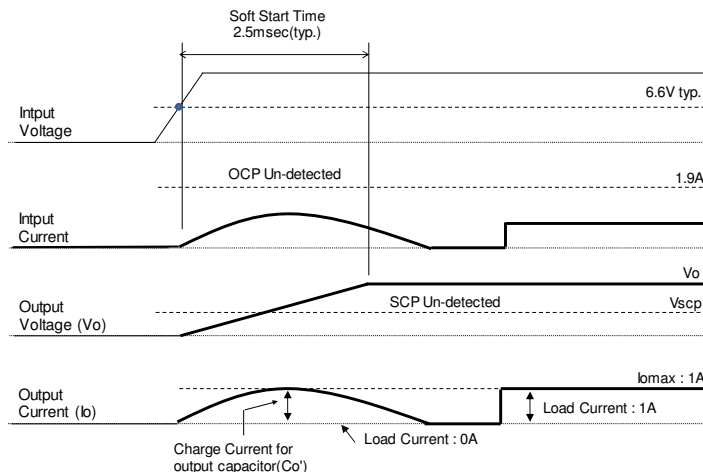 Soft Start Time
2.5msec(typ.)
6.6V typ.
Intput
Voltage
OCP Un-detected
1.9A
Intput
Current
Vo
SCP Un-detected
Vscp
Output
Voltage (Vo)
Iomax : 1A
Output
Current (Io)
Load Current : 1A
Load Current : 0A
Charge Current for
output capacitor(Co')